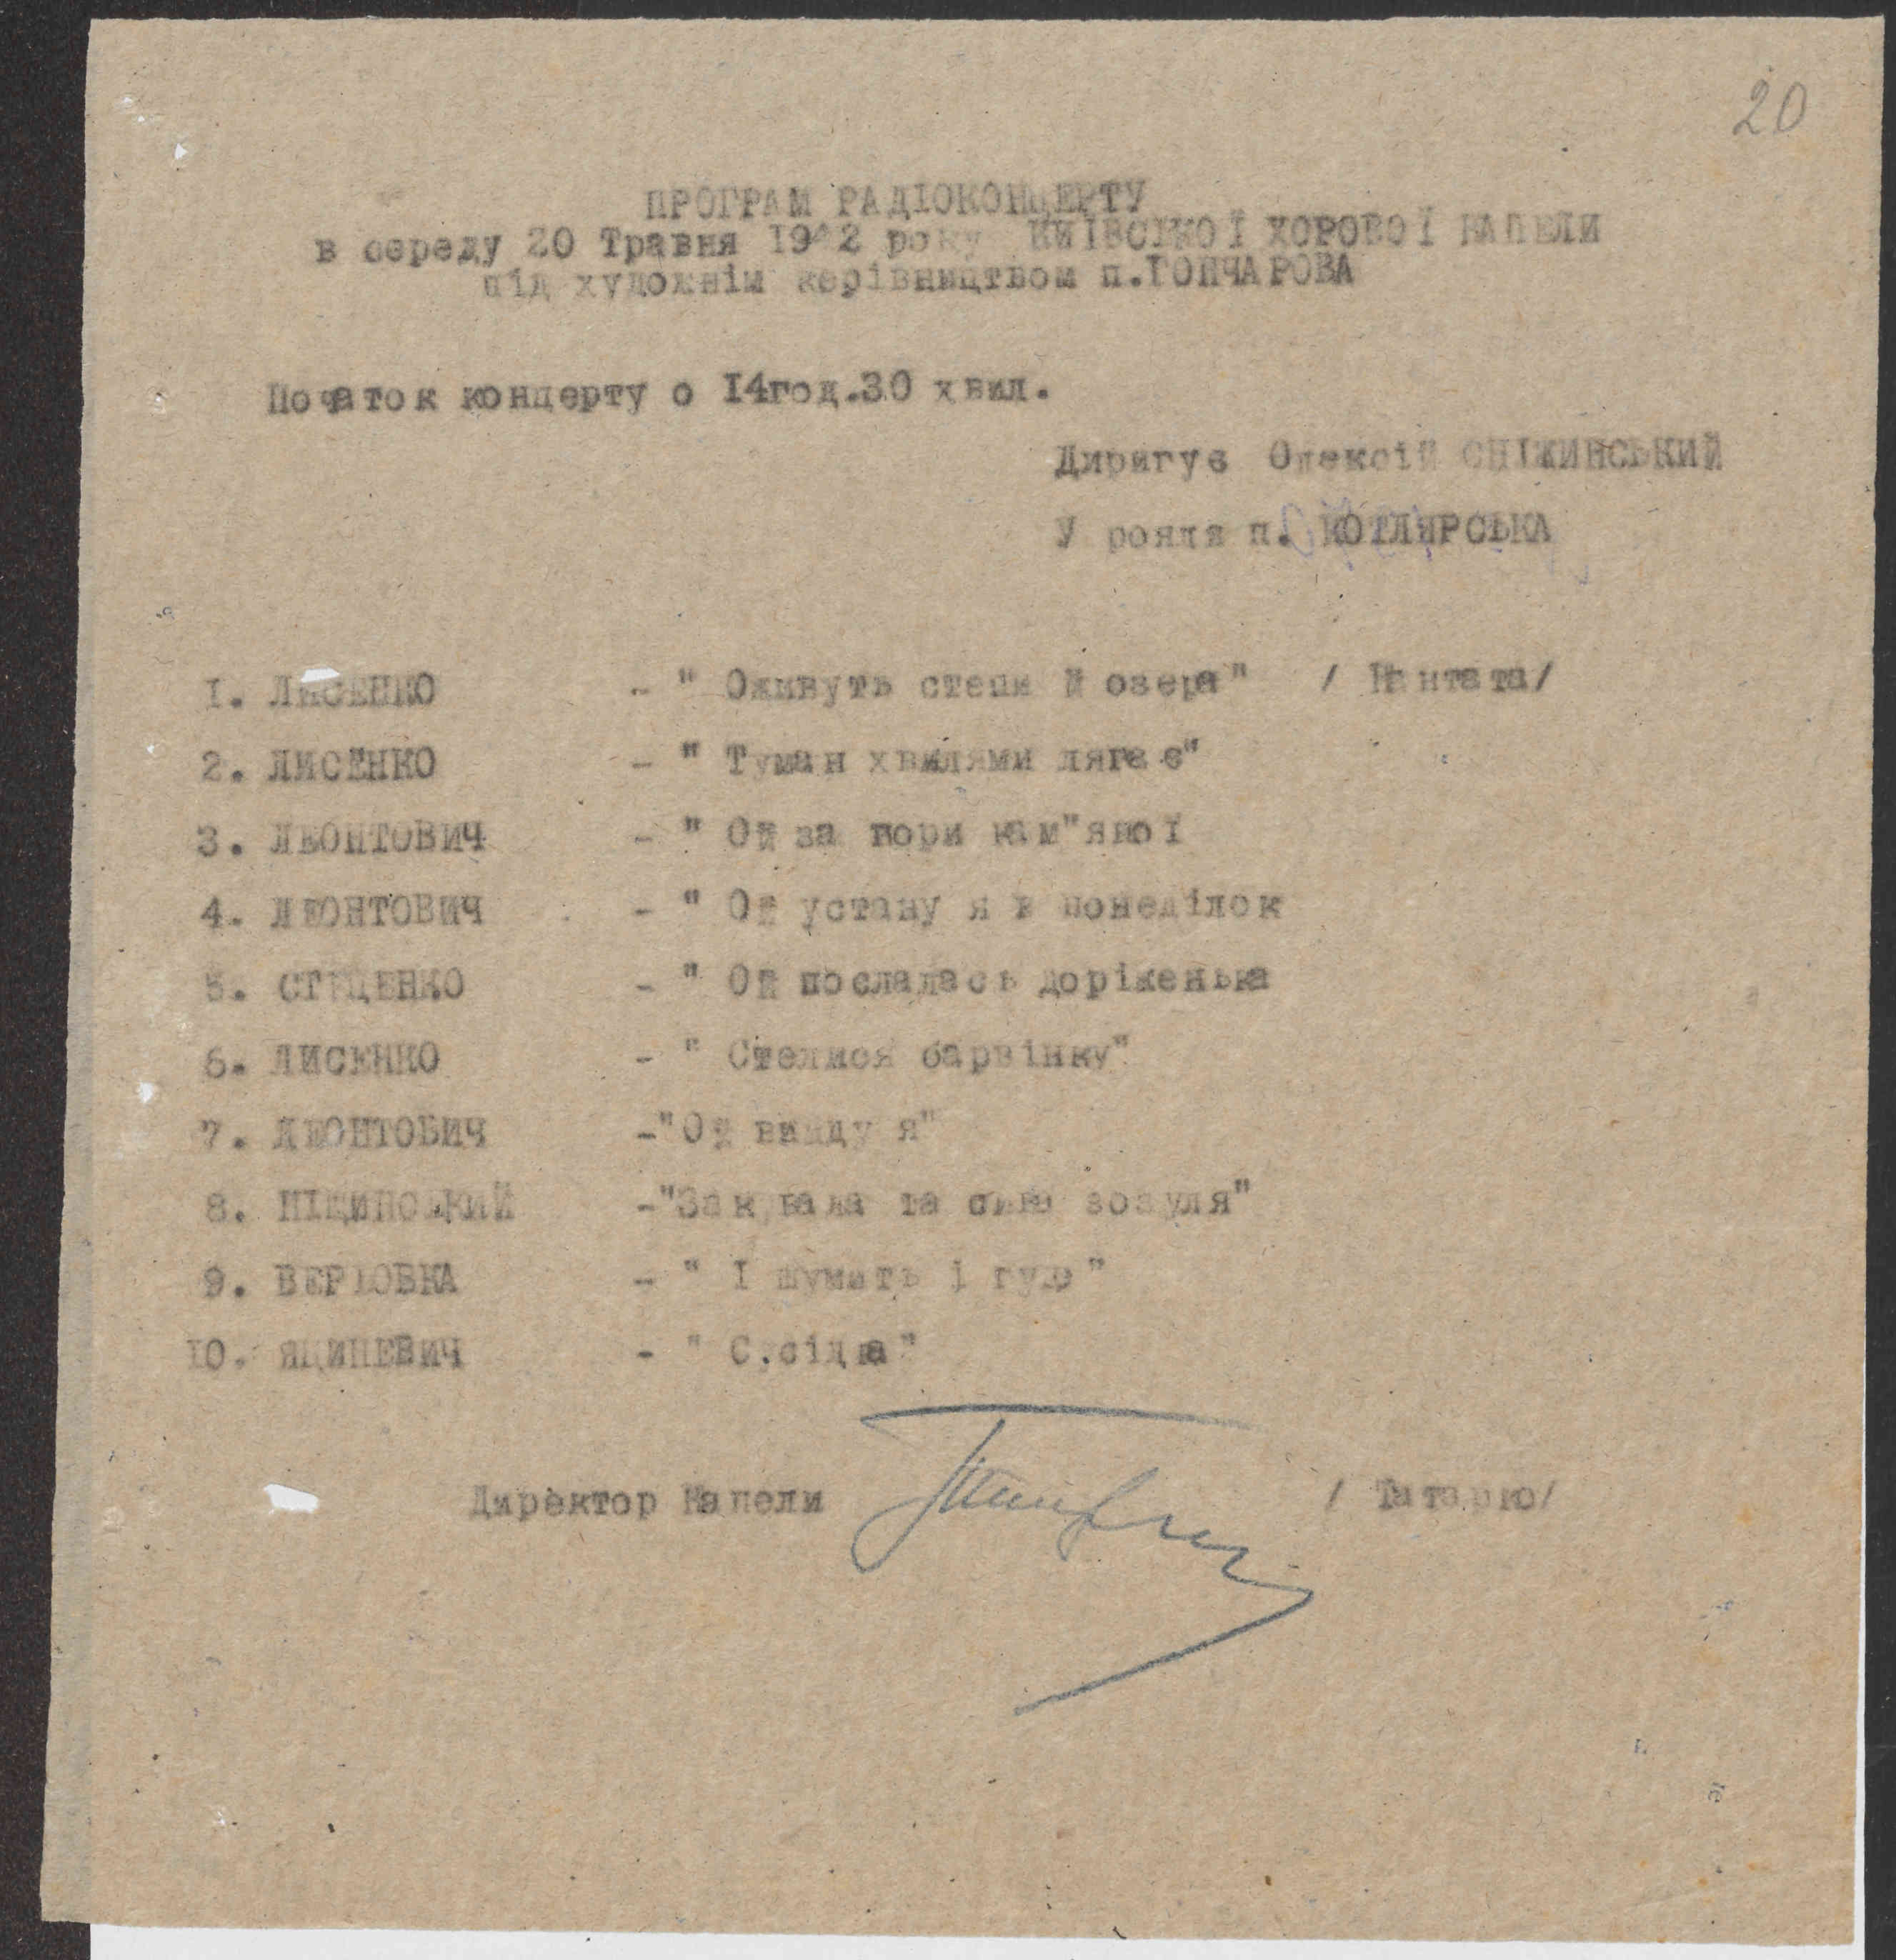 20
ПРОГРАМ РАДІОКОНЦЕРТУ
в середу 20 Травня 1942 року КИЇВСЬКОЇ ХОРОВОЇ КАПЕЛИ
під художнім керівництвом п.ГОНЧАРОВА
Початок концерту о 14год.30 хвил.
Диригує Олексій СНІЖИНСЬКИЙ
У рояля п. КОТЛЯРСЬКА
1. ЛИСЕНКО - " Оживуть степи й озера" / Кантата/
2. ЛИСЕНКО - " Туман хвилями лягає"
3. ЛЕОНТОВИЧ - " Ой за гори кам"яної
4. ЛЕОНТОВИЧ - " Ой устану я в понеділок
5. СТЕЦЕНКО - " Ой послалась доріженька
6. ЛИСЕНКО - " Стелися барвінку"
7. ЛЕОНТОВИЧ -"Ой вийду я"
8. НІЩИНСЬКИЙ -"Закувала та сива зозуля"
9. ВЕРЬОВКА - " І шумить і гуде"
10. ЯЦИНЕВИЧ - " Сусідка"
Директор Капели / Татарко/